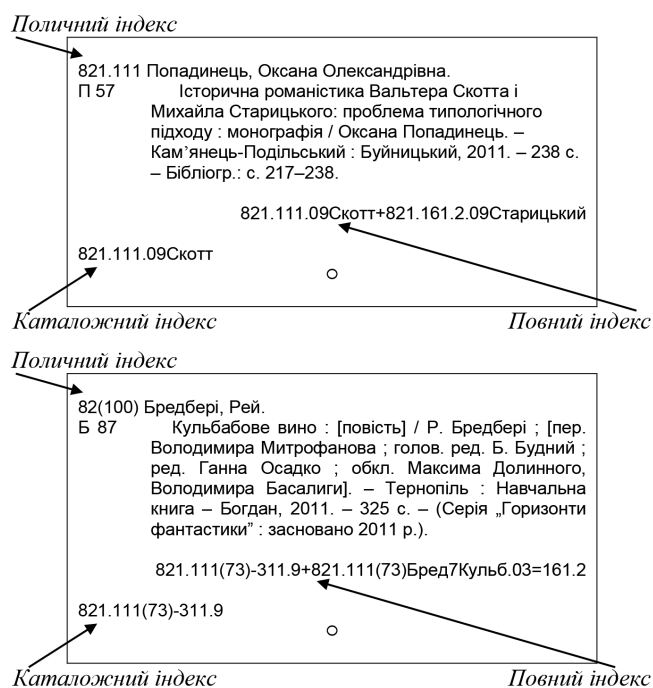 Поличний індекс
821.111 Попадинець, Оксана Олександрівна.
П 57 Історична романістика Вальтера Скотта і
Михайла Старицького: проблема типологічного
підходу : монографія / Оксана Попадинець. –
Кам’янець-Подільський : Буйницький, 2011. – 238 с.
– Бібліогр.: с. 217–238.
821.111.09Скотт+821.161.2.09Старицький
821.111.09Скотт
Каталожний індекс Повний індекс
Поличний індекс
82(100) Бредбері, Рей.
Б 87 Кульбабове вино : [повість] / Р. Бредбері ; [пер.
Володимира Митрофанова ; голов. ред. Б. Будний ;
ред. Ганна Осадко ; обкл. Максима Долинного,
Володимира Басалиги]. – Тернопіль : Навчальна
книга – Богдан, 2011. – 325 с. – (Серія „Горизонти
фантастики” : засновано 2011 р.).
821.111(73)-311.9+821.111(73)Бред7Кульб.03=161.2
821.111(73)-311.9
Каталожний індекс Повний індекс